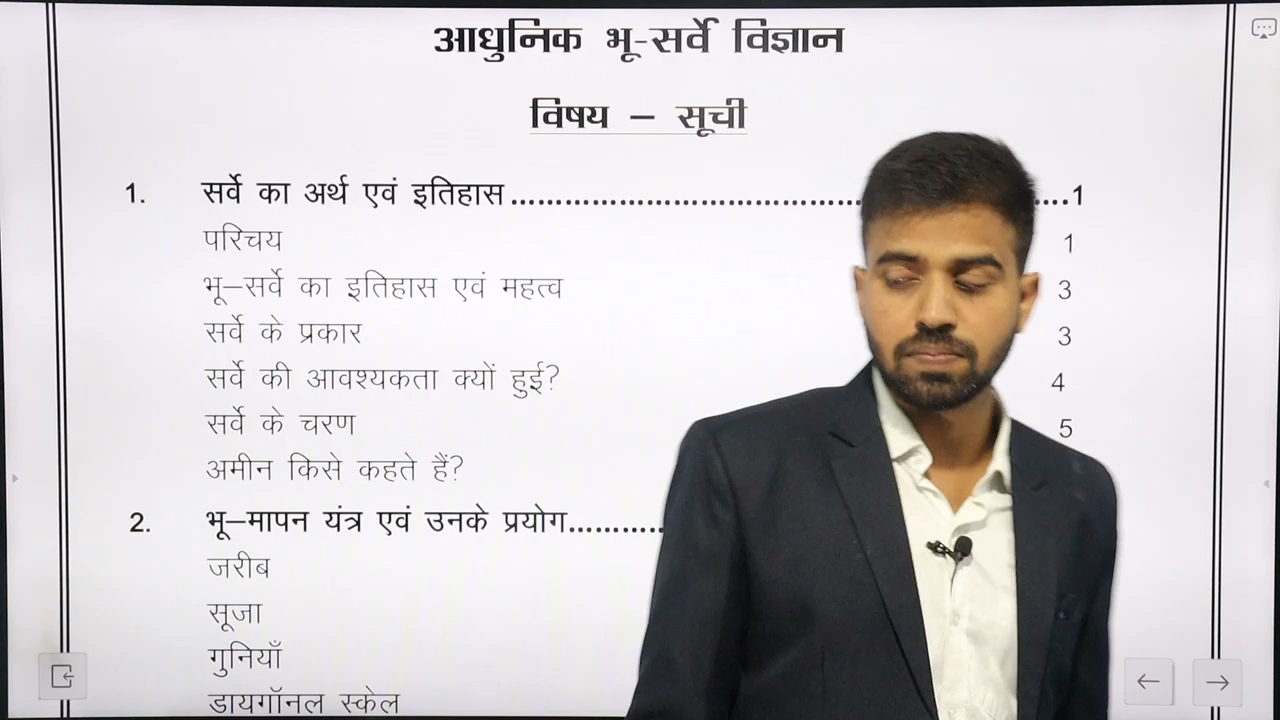 आधुनिक भू-सर्वे विज्ञान
विषय – सूची
1. सर्वे का अर्थ एवं इतिहास....................................................1
परिचय 1
भू–सर्वे का इतिहास एवं महत्व 3
सर्वे के प्रकार 3
सर्वे की आवश्यकता क्यों हुई? 4
सर्वे के चरण 5
अमीन किसे कहते हैं?
2. भू–मापन यंत्र एवं उनके प्रयोग...........
जरीब
सूजा
गुनियाँ
डायगॉनल स्केल